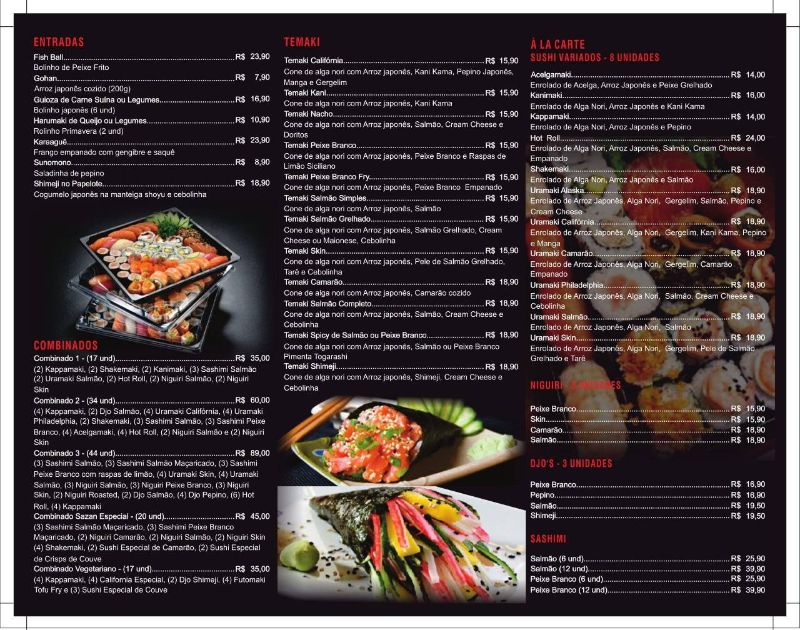 ENTRADAS
Fish Ball R$ 23,90
Bolinho de Peixe Frito
Gohan R$ 7,90
Arroz japonês cozido (200g)
Guioza de Carne Suína ou Legumes R$ 16,90
Bolinho japonês (6 und)
Harumaki de Queijo ou Legumes R$ 10,90
Rolinho Primavera (2 und)
Karaaguê R$ 23,90
Frango empanado com gengibre e saquê
Sunomono R$ 8,90
Saladinha de pepino
Shimeji no Papeloto R$ 18,90
Cogumelo japonês na manteiga shoyu e cebolinha
COMBINADOS
Combinado 1 - (17 und) R$ 35,00
(2) Kappamaki, (2) Shakemaki, (2) Kanimaki, (3) Sashimi Salmão
(2) Uramaki Salmão, (2) Hot Roll, (2) Niguiri Salmão, (2) Niguiri
Skin
Combinado 2 - (34 und) R$ 60,00
(4) Kappamaki, (2) Djo Salmão, (4) Uramaki Califórnia, (4) Uramaki
Philadelphia, (2) Shakemaki, (3) Sashimi Salmão, (3) Sashimi Peixe
Branco, (4) Acelgamaki, (4) Hot Roll, (2) Niguiri Salmão e (2) Niguiri
Skin
Combinado 3 - (44 und) R$ 89,00
(3) Sashimi Salmão, (3) Sashimi Salmão Maçaricado, (3) Sashimi
Peixe Branco com raspas de limão, (4) Uramaki Skin, (4) Uramaki
Salmão, (3) Niguiri Salmão, (3) Niguiri Peixe Branco, (3) Niguiri
Skin, (2) Niguiri Roasted, (2) Djo Salmão, (4) Djo Pepino, (6) Hot
Roll, (4) Kappamaki
Combinado Sazan Especial - (20 und) R$ 45,00
(3) Sashimi Salmão Maçaricado, (3) Sashimi Peixe Branco
Maçaricado, (2) Niguiri Camarão, (2) Niguiri Salmão, (2) Niguiri Skin
(4) Shakemaki, (2) Sushi Especial de Camarão, (2) Sushi Especial
de Crisps de Couve
Combinado Vegetariano - (17 und) R$ 35,00
(4) Kappamaki, (4) California Especial, (2) Djo Shimeji, (4) Futomaki
Tofu Fry e (3) Sushi Especial de Couve
TEMAKI
Temaki Califórnia R$ 15,90
Cone de alga nori com Arroz japonês, Kani Kama, Pepino Japonês,
Manga e Gergelim
Temaki Kani R$ 15,90
Cone de alga nori com Arroz japonês, Kani Kama
Temaki Nacho R$ 15,90
Cone de alga nori com Arroz japonês, Salmão, Cream Cheese e
Doritos
Temaki Peixe Branco R$ 15,90
Cone de alga nori com Arroz japonês, Peixe Branco e Raspas de
Limão Siciliano
Temaki Peixe Branco Fry R$ 15,90
Cone de alga nori com Arroz japonês, Peixe Branco Empanado
Temaki Salmão Simples R$ 15,90
Cone de alga nori com Arroz japonês, Salmão
Temaki Salmão Grelhado R$ 15,90
Cone de alga nori com Arroz japonês, Salmão Grelhado, Cream
Cheese ou Maionese, Cebolinha
Temaki Skin R$ 15,90
Cone de alga nori com Arroz japonês, Pele de Salmão Grelhado,
Tarê e Cebolinha
Temaki Camarão R$ 18,90
Cone de alga nori com Arroz japonês, Camarão cozido
Temaki Salmão Completo R$ 18,90
Cone de alga nori com Arroz japonês, Salmão, Cream Cheese e
Cebolinha
Temaki Spicy de Salmão ou Peixe Branco R$ 18,90
Cone de alga nori com Arroz japonês, Salmão ou Peixe Branco
Pimenta Togarashi
Temaki Shimeji R$ 18,90
Cone de alga nori com Arroz japonês, Shimeji, Cream Cheese e
Cebolinha
À LA CARTE
SUSHI VARIADOS - 8 UNIDADES
Acelgamaki R$ 14,00
Enrolado de Acelga, Arroz Japonês e Peixe Grelhado
Kanimaki R$ 16,00
Enrolado de Alga Nori, Arroz Japonês e Kani Kama
Kappamaki R$ 14,00
Enrolado de Alga Nori, Arroz Japonês e Pepino
Hot Roll R$ 24,00
Enrolado de Alga Nori, Arroz Japonês, Salmão, Cream Cheese e
Empanado
Shakemaki R$ 16,00
Enrolado de Alga Nori, Arroz Japonês e Salmão
Uramaki Alaska R$ 18,90
Enrolado de Arroz Japonês, Alga Nori, Gergelim, Salmão, Pepino e
Cream Cheese
Uramaki Califórnia R$ 18,90
Enrolado de Arroz Japonês, Alga Nori, Gergelim, Kani Kama, Pepino
e Manga
Uramaki Camarão R$ 18,90
Enrolado de Arroz Japonês, Alga Nori, Gergelim, Camarão
Empanado
Uramaki Philadelphia R$ 18,90
Enrolado de Arroz Japonês, Alga Nori, Salmão, Cream Cheese e
Cebolinha
Uramaki Salmão R$ 18,90
Enrolado de Arroz Japonês, Alga Nori, Salmão
Uramaki Skin R$ 18,90
Enrolado de Arroz Japonês, Alga Nori, Gergelim, Pele de Salmão
Grelhado e Tarê
NIGUIRI - UNIDADES
Peixe Branco R$ 15,90
Skin R$ 15,90
Camarão R$ 18,90
Salmão R$ 18,90
DJO'S - 3 UNIDADES
Peixe Branco R$ 16,90
Pepino R$ 16,90
Salmão R$ 19,50
Shimeji R$ 19,50
SASHIMI
Salmão (6 und) R$ 25,90
Salmão (12 und) R$ 39,90
Peixe Branco (6 und) R$ 25,90
Peixe Branco (12 und) R$ 39,90